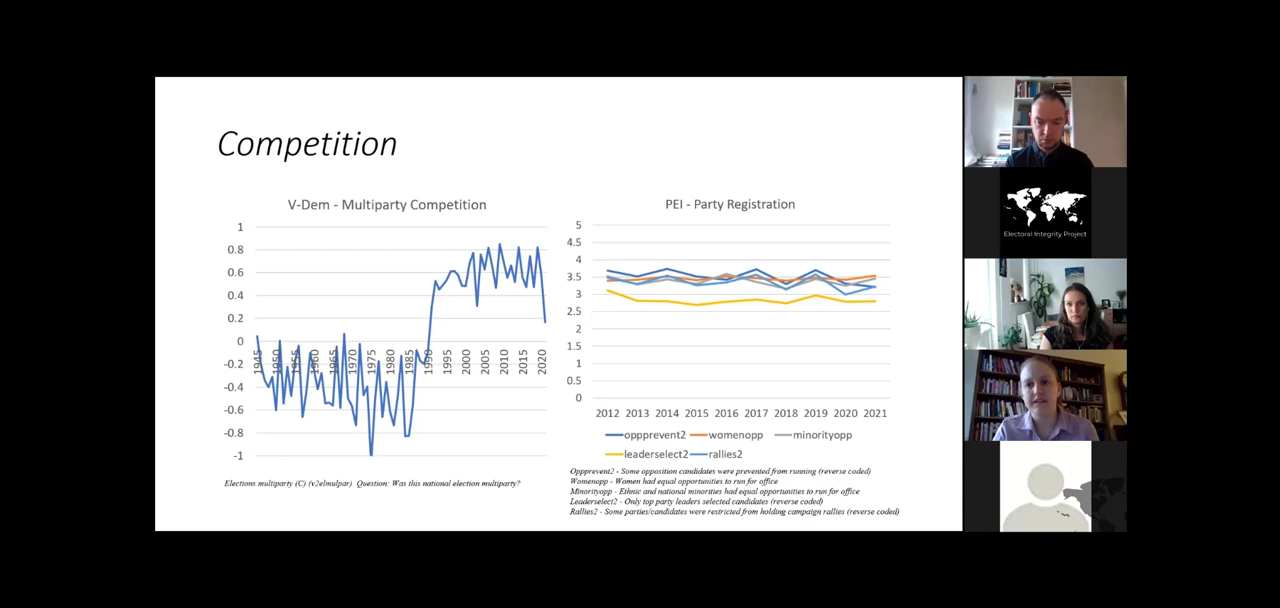 Competition
V-Dem - Multiparty Competition
1
0.8
0.6
0.4
0.2
0
-0.2
-0.4
-0.6
-0.8
-1
1945 1950 1955 1960 1965 1970 1975 1980 1985 1990 1995 2000 2005 2010 2015 2020
Elections multiparty (C) (v2elmulpar) Question: Was this national election multiparty?
PEI - Party Registration
5
4.5
4
3.5
3
2.5
2
1.5
1
0.5
0
2012 2013 2014 2015 2016 2017 2018 2019 2020 2021
oppprevent2 womenopp minorityopp
leaderselect2 rallies2
Oppprevent2 - Some opposition candidates were prevented from running (reverse coded)
Womenopp - Women had equal opportunities to run for office
Minorityopp - Ethnic and national minorities had equal opportunities to run for office
Leaderselect2 - Only top party leaders selected candidates (reverse coded)
Rallies2 - Some parties/candidates were restricted from holding campaign rallies (reverse coded)
Electoral Integrity Project